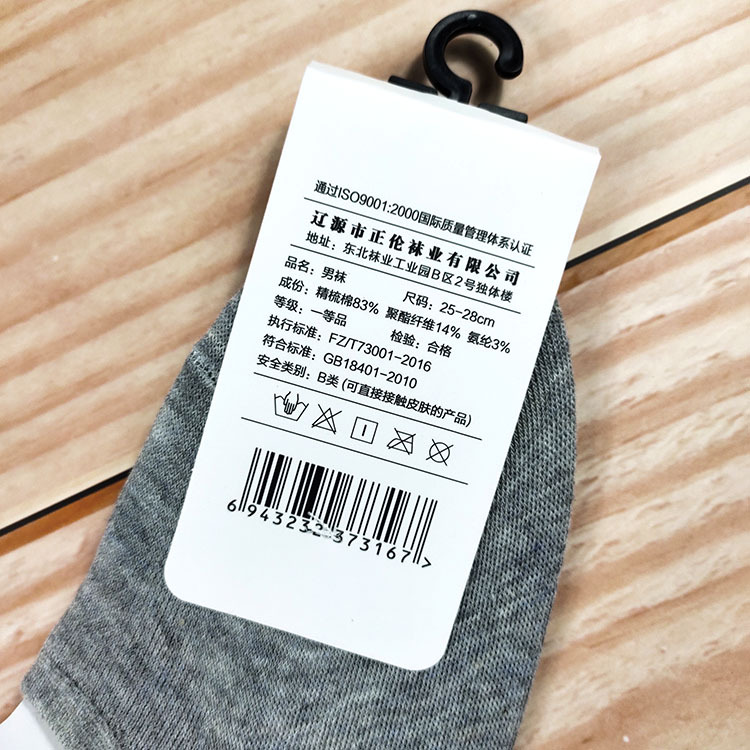 通过ISO9001:2000国际质量管理体系认证
辽源市正伦袜业有限公司
地址：东北袜业工业园B区2号独体楼
品名：男袜 尺码：25-28cm
成份：精梳棉83% 聚酯纤维14% 氨纶3%
等级：一等品 检验：合格
执行标准：FZ/T73001-2016
符合标准：GB18401-2010
安全类别：B类 (可直接接触皮肤的产品)
6 943232 373167 >